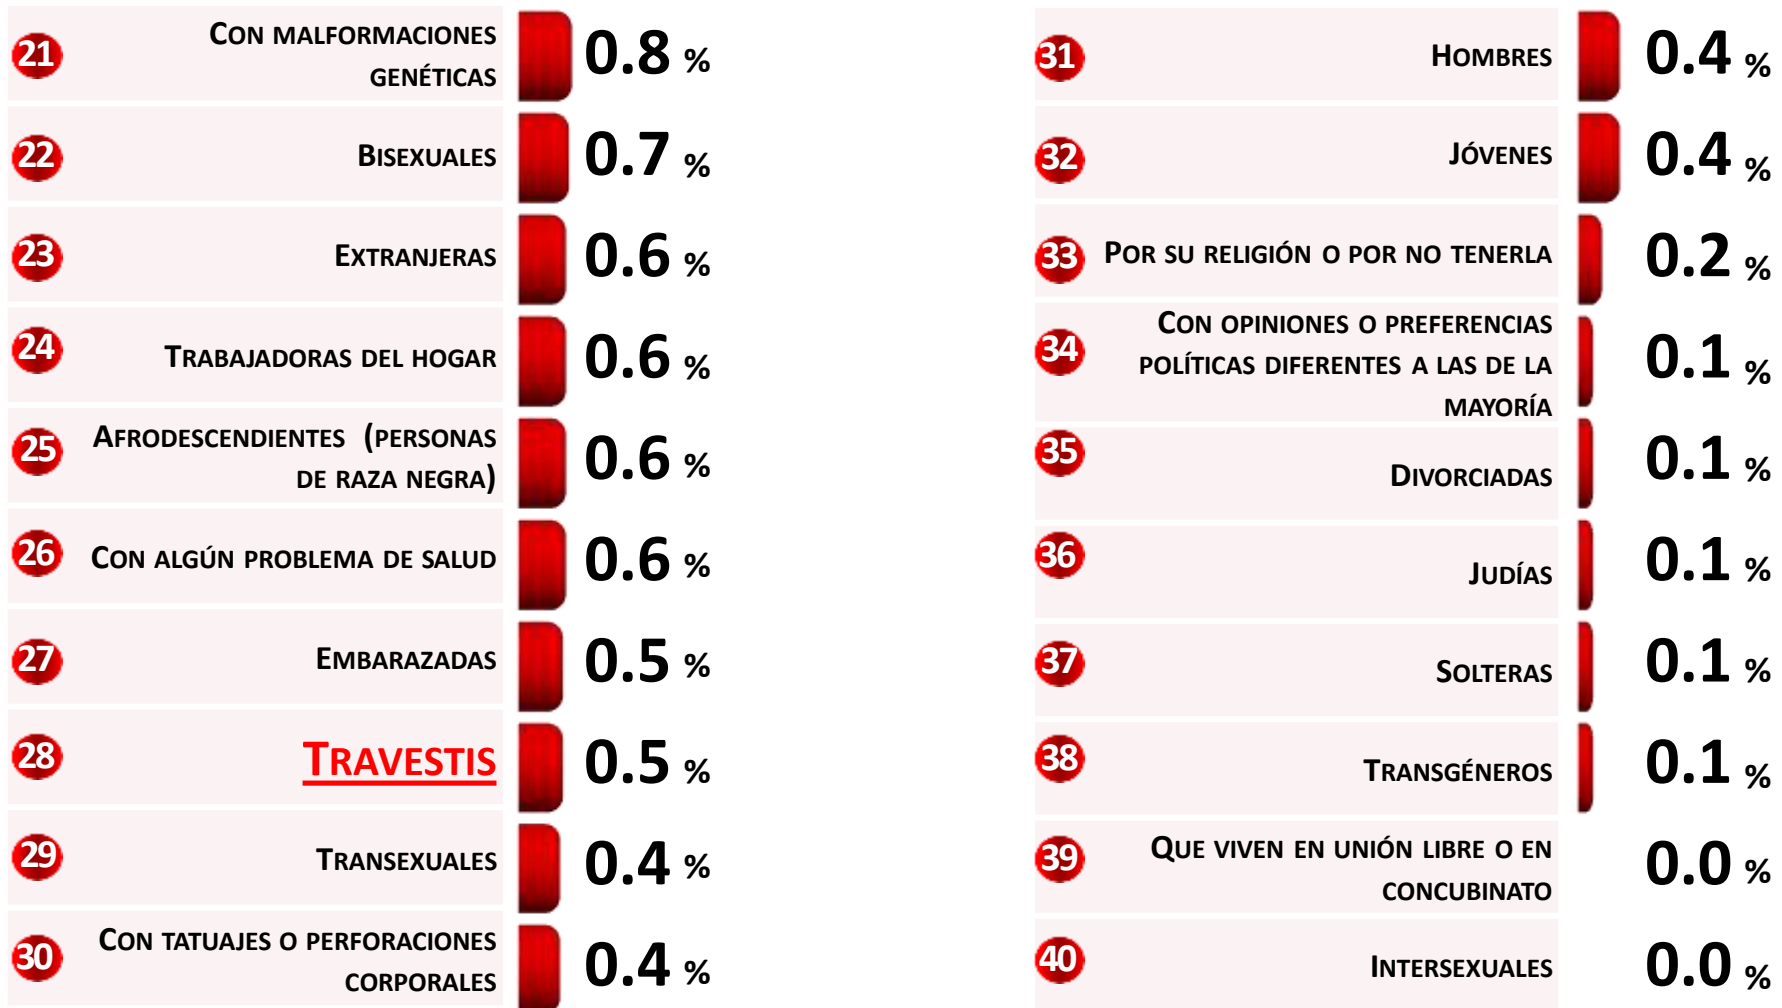 21 CON MALFORMACIONES
GENÉTICAS 0.8 %
22 BISEXUALES 0.7 %
23 EXTRANJERAS 0.6 %
24 TRABAJADORAS DEL HOGAR 0.6 %
25 AFRODESCENDIENTES (PERSONAS
DE RAZA NEGRA) 0.6 %
26 CON ALGÚN PROBLEMA DE SALUD 0.6 %
27 EMBARAZADAS 0.5 %
28 TRAVESTIS 0.5 %
29 TRANSEXUALES 0.4 %
30 CON TATUAJES O PERFORACIONES
CORPORALES 0.4 %
31 HOMBRES 0.4 %
32 JÓVENES 0.4 %
33 POR SU RELIGIÓN O POR NO TENERLA 0.2 %
34 CON OPINIONES O PREFERENCIAS
POLÍTICAS DIFERENTES A LAS DE LA
MAYORÍA 0.1 %
35 DIVORCIADAS 0.1 %
36 JUDÍAS 0.1 %
37 SOLTERAS 0.1 %
38 TRANSGÉNEROS 0.1 %
39 QUE VIVEN EN UNIÓN LIBRE O EN
CONCUBINATO 0.0 %
40 INTERSEXUALES 0.0 %